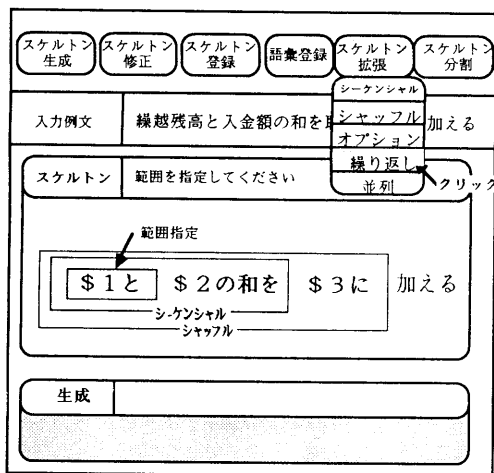 スケルトン生成
スケルトン修正
スケルトン登録
語彙登録
スケルトン拡張
スケルトン分割
シーケンシャル
シャッフル
オプション
繰り返し
並列
クリック
入力例文
繰越残高と入金額の和を
加える
スケルトン
範囲を指定してください
範囲指定
$1と $2の和を $3に 加える
シーケンシャル
シャッフル
生成